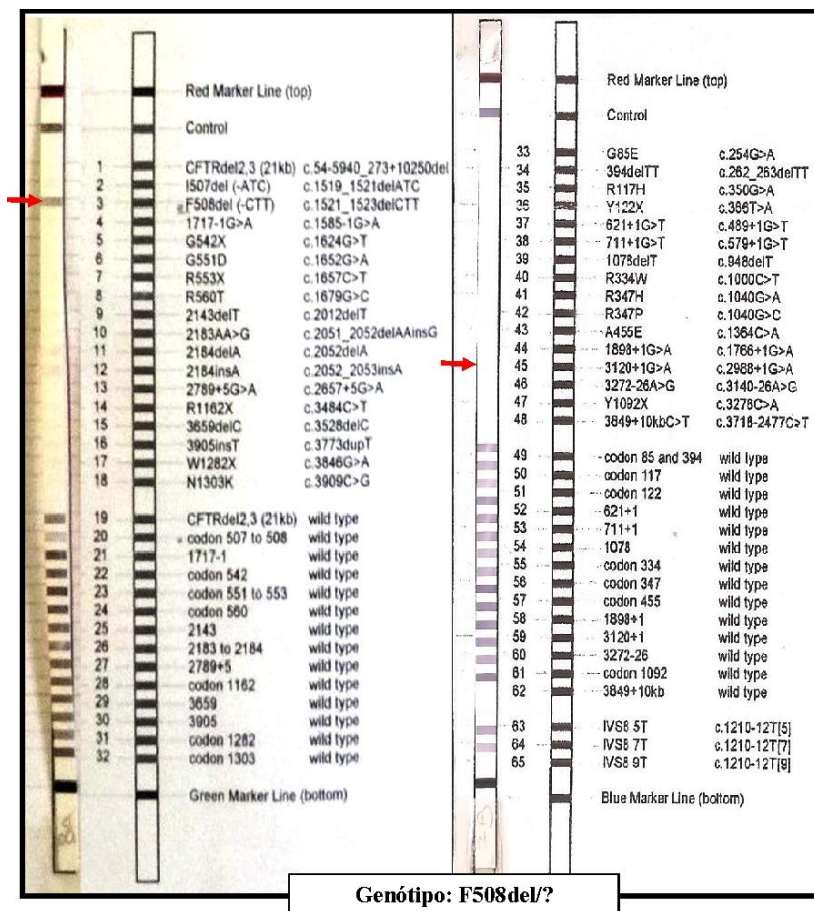 Red Marker Line (top)
Control
1 CFTRdel2,3 (21kb) c.54-5940_273+10250del
2 I507del (-ATC) c.1519_1521delATC
3 F508del (-CTT) c.1521_1523delCTT
4 1717-1G>A c.1585-1G>A
5 G542X c.1624G>T
6 G551D c.1652G>A
7 R553X c.1657C>T
8 R560T c.1679G>C
9 2143delT c.2012delT
10 2183AA>G c.2051_2052delAAinsG
11 2184delA c.2052delA
12 2184insA c.2052_2053insA
13 2789+5G>A c.2657+5G>A
14 R1162X c.3484C>T
15 3659delC c.3528delC
16 3905insT c.3773dupT
17 W1282X c.3846G>A
18 N1303K c.3909C>G
19 CFTRdel2,3 (21kb) wild type
20 codon 507 to 508 wild type
21 1717-1 wild type
22 codon 542 wild type
23 codon 551 to 553 wild type
24 codon 560 wild type
25 2143 wild type
26 2183 to 2184 wild type
27 2789+5 wild type
28 codon 1162 wild type
29 3659 wild type
30 3905 wild type
31 codon 1282 wild type
32 codon 1303 wild type
Green Marker Line (bottom)
Red Marker Line (top)
Control
33 G85E c.254G>A
34 394delTT c.262_263delTT
35 R117H c.350G>A
36 Y122X c.366T>A
37 621+1G>T c.489+1G>T
38 711+1G>T c.579+1G>T
39 1078delT c.948delT
40 R334W c.1000C>T
41 R347H c.1040G>A
42 R347P c.1040G>C
43 A455E c.1364C>A
44 1898+1G>A c.1766+1G>A
45 3120+1G>A c.2988+1G>A
46 3272-26A>G c.3140-26A>G
47 Y1092X c.3276C>A
48 3849+10kbC>T c.3718-2477C>T
49 codon 85 and 394 wild type
50 codon 117 wild type
51 codon 122 wild type
52 621+1 wild type
53 711+1 wild type
54 1078 wild type
55 codon 334 wild type
56 codon 347 wild type
57 codon 455 wild type
58 1898+1 wild type
59 3120+1 wild type
60 3272-26 wild type
61 codon 1092 wild type
62 3849+10kb wild type
63 IVS8 5T c.1210-12T[5]
64 IVS8 7T c.1210-12T[7]
65 IVS8 9T c.1210-12T[9]
Blue Marker Line (bottom)
Genótipo: F508del/?